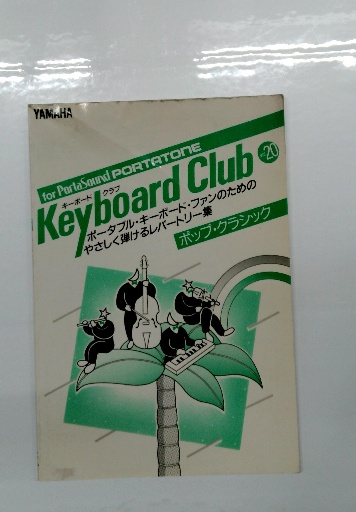 YAMAHA
for PortaSound PORTATONE
キーボード クラブ
Keyboard Club
20
ポータブル・キーボード・ファンのための
やさしく弾けるレパートリー集
ポップ・クラシック